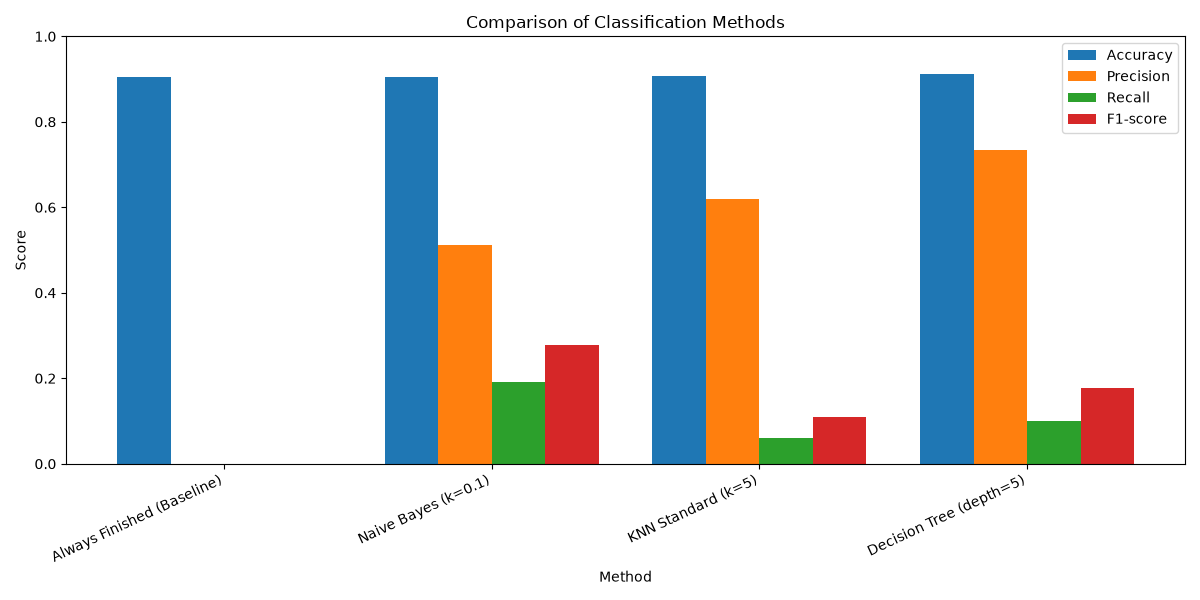 Comparison of Classification Methods
1.0
0.8
0.6
0.4
0.2
0.0
Score
Accuracy
Precision
Recall
F1-score
Always Finished (Baseline)
Naive Bayes (k=0.1)
KNN Standard (k=5)
Decision Tree (depth=5)
Method